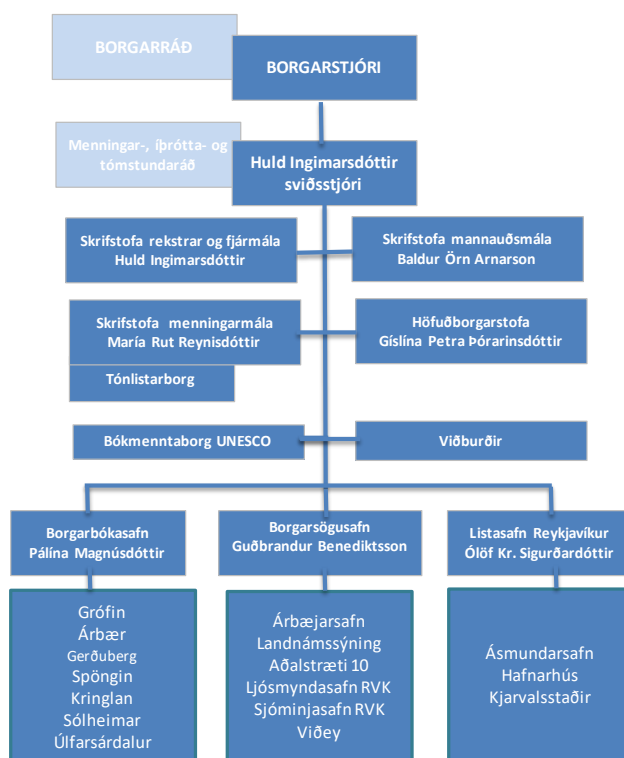 BORGARRÁÐ
BORGARSTJÓRI
Menningar-, íþrótta- og
tómstundaráð
Huld Ingimarsdóttir
sviðsstjóri
Skrifstofa rekstrar og fjármála
Huld Ingimarsdóttir
Skrifstofa mannauðsmála
Baldur Örn Arnarson
Skrifstofa menningarmála
María Rut Reynisdóttir
Höfuðborgarstofa
Gíslína Petra Þórarinsdóttir
Tónlistarborg
Bókmenntaborg UNESCO
Viðburðir
Borgarbókasafn
Pálína Magnúsdóttir
Borgarsögusafn
Guðbrandur Benediktsson
Listasafn Reykjavíkur
Ólöf Kr. Sigurðardóttir
Grófin
Árbær
Gerðuberg
Spöngin
Kringlan
Sólheimar
Úlfarsárdalur
Árbæjarsafn
Landnámssýning
Aðalstræti 10
Ljósmyndasafn RVK
Sjóminjasafn RVK
Viðey
Ásmundarsafn
Hafnarhús
Kjarvalsstaðir